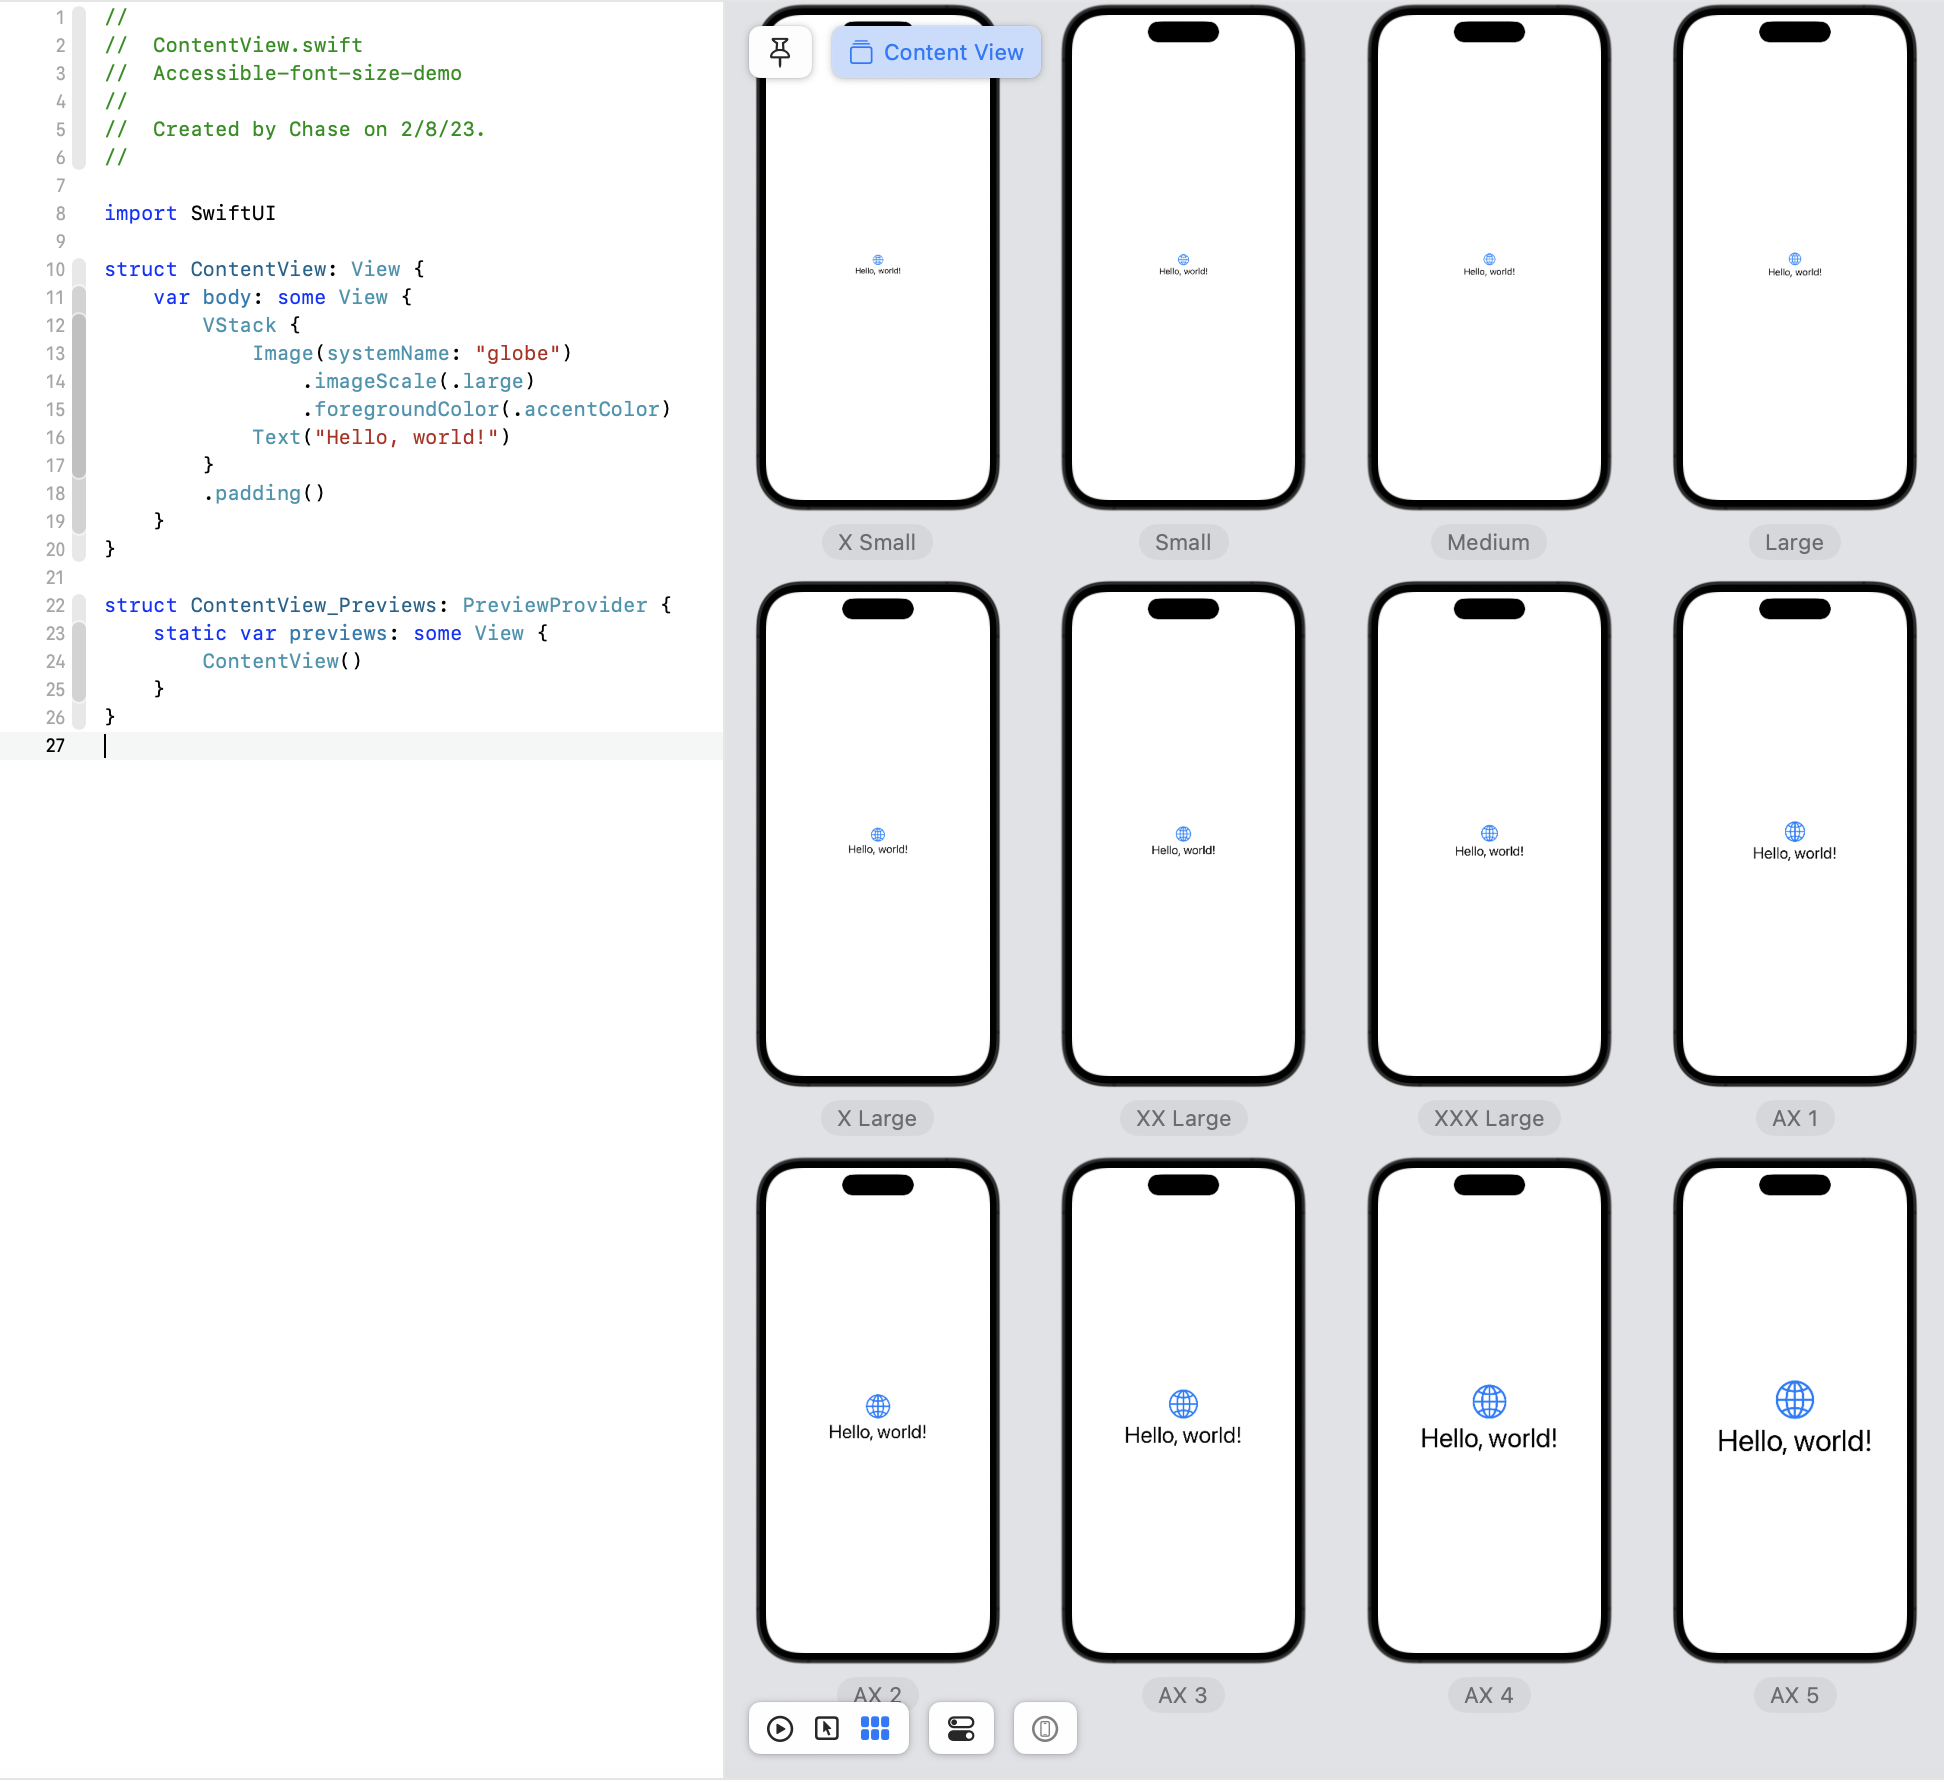 1 //
2 //  ContentView.swift
3 //  Accessible-font-size-demo
4 //
5 //  Created by Chase on 2/8/23.
6 //
7
8 import SwiftUI
9
10 struct ContentView: View {
11     var body: some View {
12         VStack {
13             Image(systemName: "globe")
14                 .imageScale(.large)
15                 .foregroundColor(.accentColor)
16             Text("Hello, world!")
17         }
18         .padding()
19     }
20 }
21
22 struct ContentView_Previews: PreviewProvider {
23     static var previews: some View {
24         ContentView()
25     }
26 }
27
Content View
Hello, world! Hello, world! Hello, world! Hello, world!
X Small Small Medium Large
Hello, world! Hello, world! Hello, world! Hello, world!
X Large XX Large XXX Large AX 1
Hello, world! Hello, world! Hello, world! Hello, world!
AX 2 AX 3 AX 4 AX 5